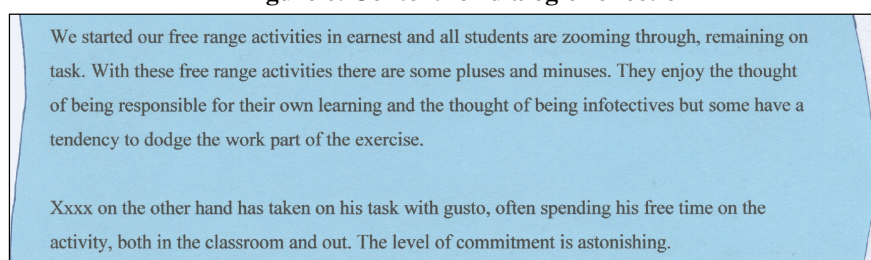 We started our free range activities in earnest and all students are zooming through, remaining on
task. With these free range activities there are some pluses and minuses. They enjoy the thought
of being responsible for their own learning and the thought of being infotectives but some have a
tendency to dodge the work part of the exercise.
Xxxx on the other hand has taken on his task with gusto, often spending his free time on the
activity, both in the classroom and out. The level of commitment is astonishing.